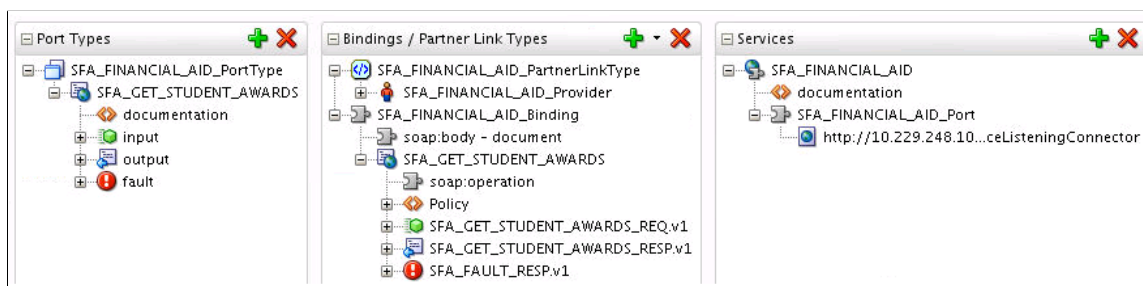 Port Types
SFA_FINANCIAL_AID_PortType
SFA_GET_STUDENT_AWARDS
documentation
input
output
fault
Bindings / Partner Link Types
SFA_FINANCIAL_AID_PartnerLinkType
SFA_FINANCIAL_AID_Provider
SFA_FINANCIAL_AID_Binding
soap:body - document
SFA_GET_STUDENT_AWARDS
soap:operation
Policy
SFA_GET_STUDENT_AWARDS_REQ.v1
SFA_GET_STUDENT_AWARDS_RESP.v1
SFA_FAULT_RESP.v1
Services
SFA_FINANCIAL_AID
documentation
SFA_FINANCIAL_AID_Port
http://10.229.248.10...ceListeningConnector